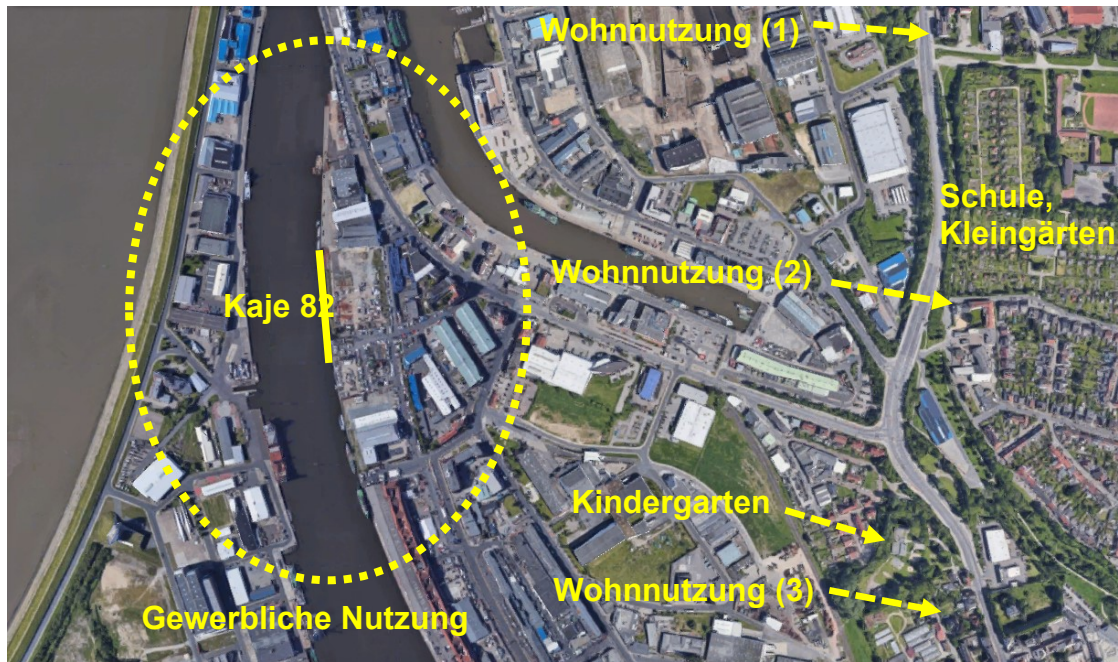 Wohnnutzung (1)
Schule,
Kleingärten
Wohnnutzung (2)
Kaje 82
Kindergarten
Wohnnutzung (3)
Gewerbliche Nutzung